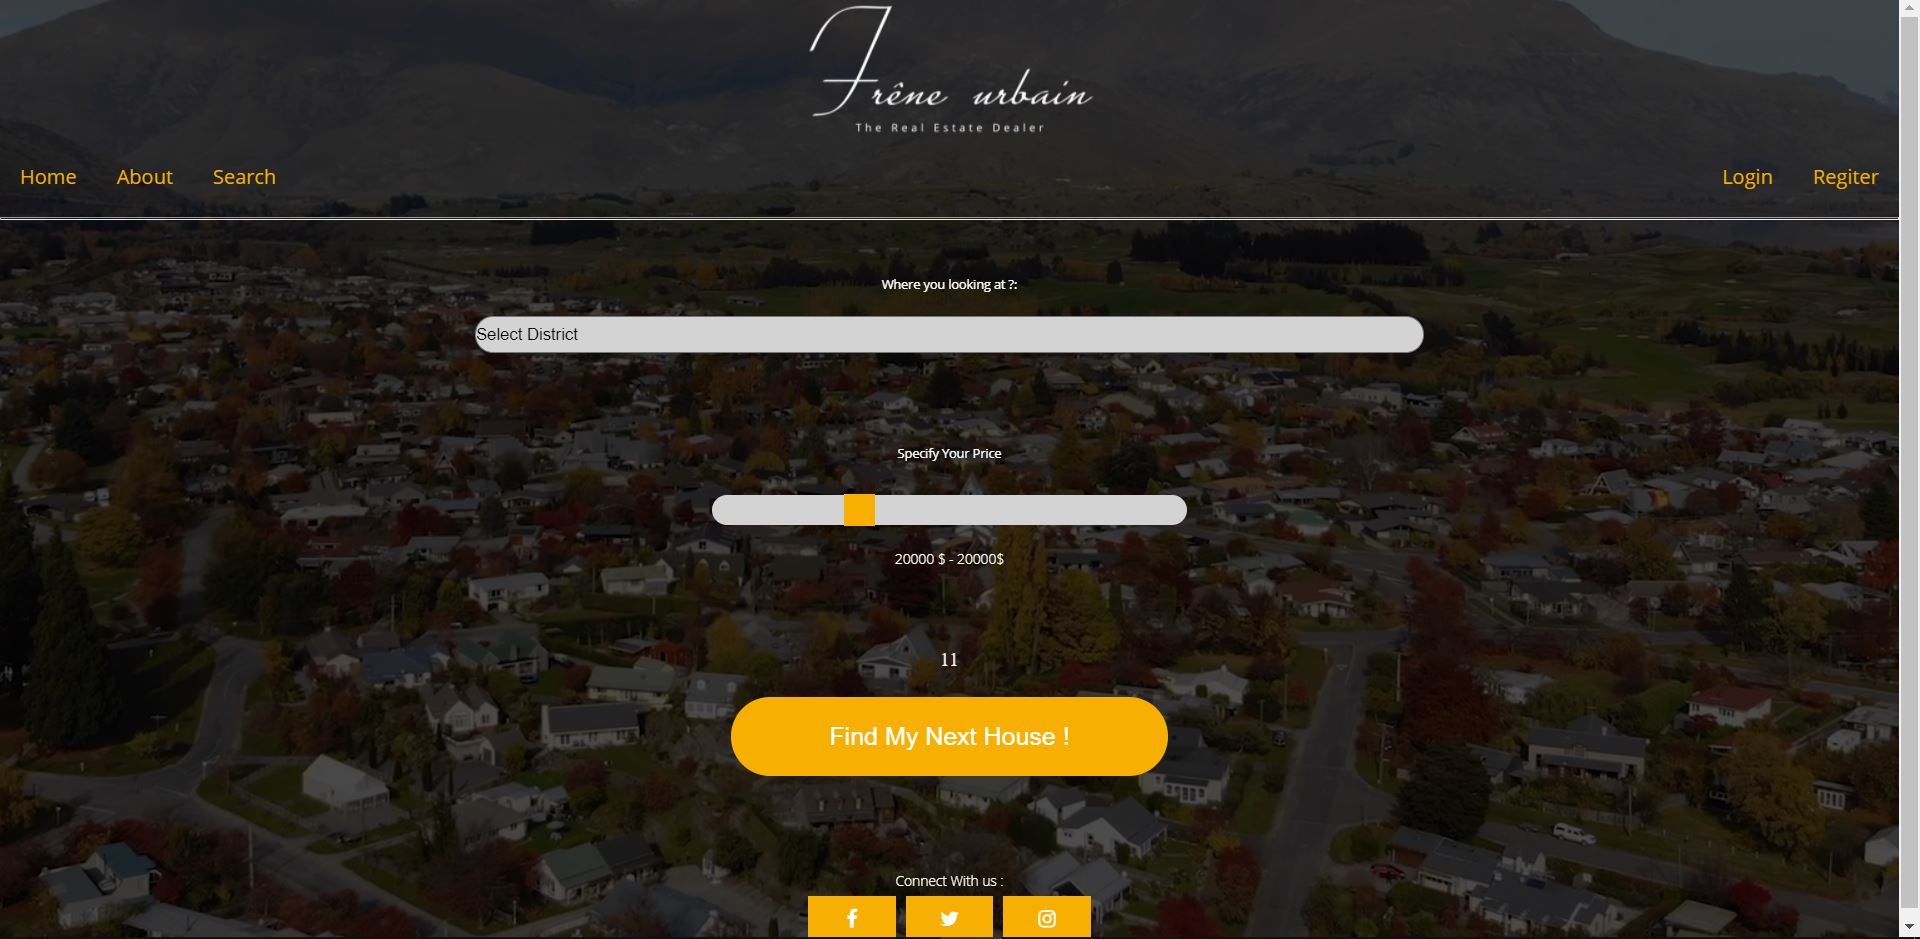 Frêne urbain
The Real Estate Dealer
Home About Search Login Regiter
Where you looking at ?:
Select District
Specify Your Price
20000 $ - 20000$
11
Find My Next House !
Connect With us :